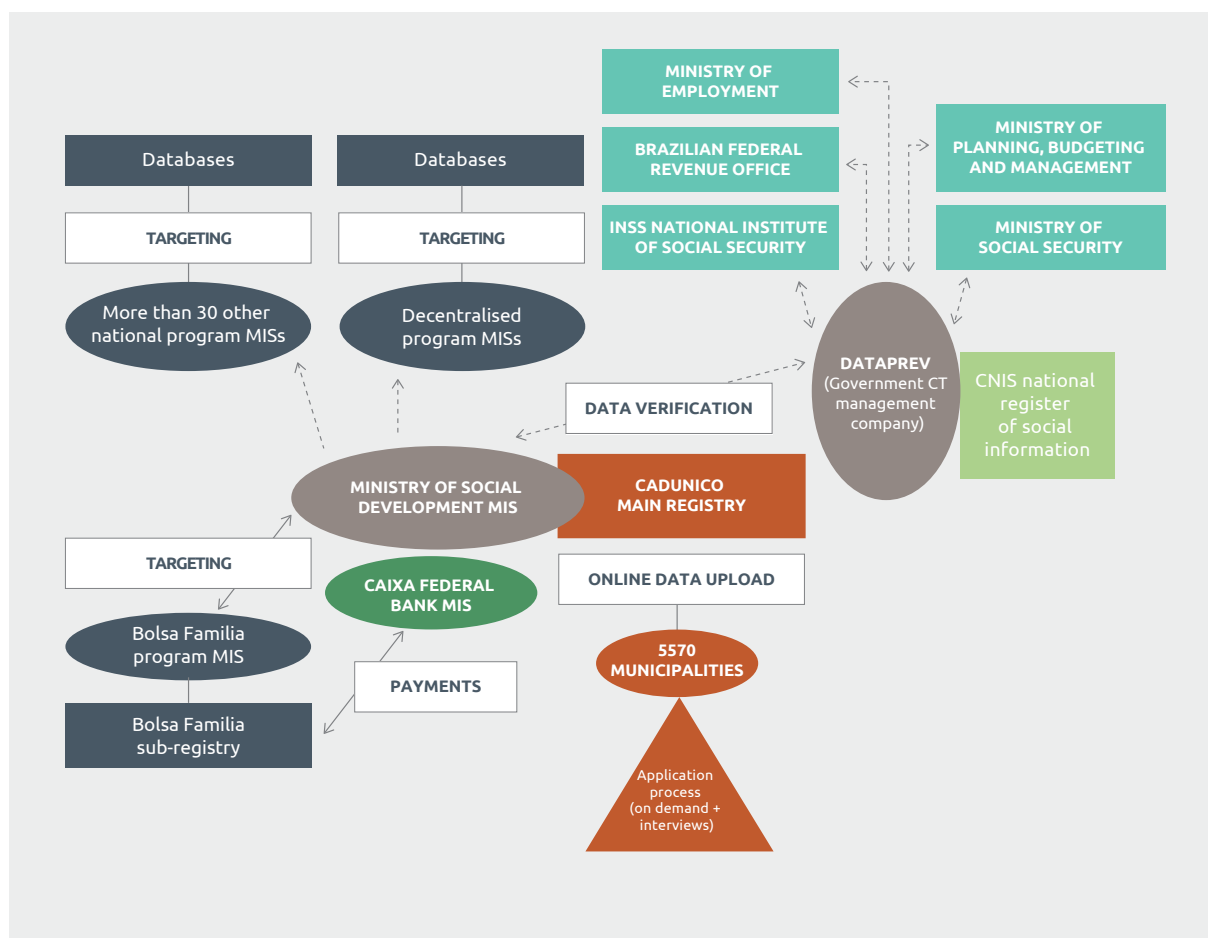 MINISTRY OF
EMPLOYMENT
BRAZILIAN FEDERAL
REVENUE OFFICE
INSS NATIONAL INSTITUTE
OF SOCIAL SECURITY
MINISTRY OF
PLANNING, BUDGETING
AND MANAGEMENT
MINISTRY OF
SOCIAL SECURITY
Databases
TARGETING
More than 30 other
national program MISs
Databases
TARGETING
Decentralised
program MISs
DATAPREV
(Government CT
management
company)
CNIS national
register
of social
information
DATA VERIFICATION
MINISTRY OF SOCIAL
DEVELOPMENT MIS
CADUNICO
MAIN REGISTRY
TARGETING
CAIXA FEDERAL
BANK MIS
ONLINE DATA UPLOAD
Bolsa Familia
program MIS
PAYMENTS
5570
MUNICIPALITIES
Bolsa Familia
sub-registry
Application
process
(on demand +
interviews)